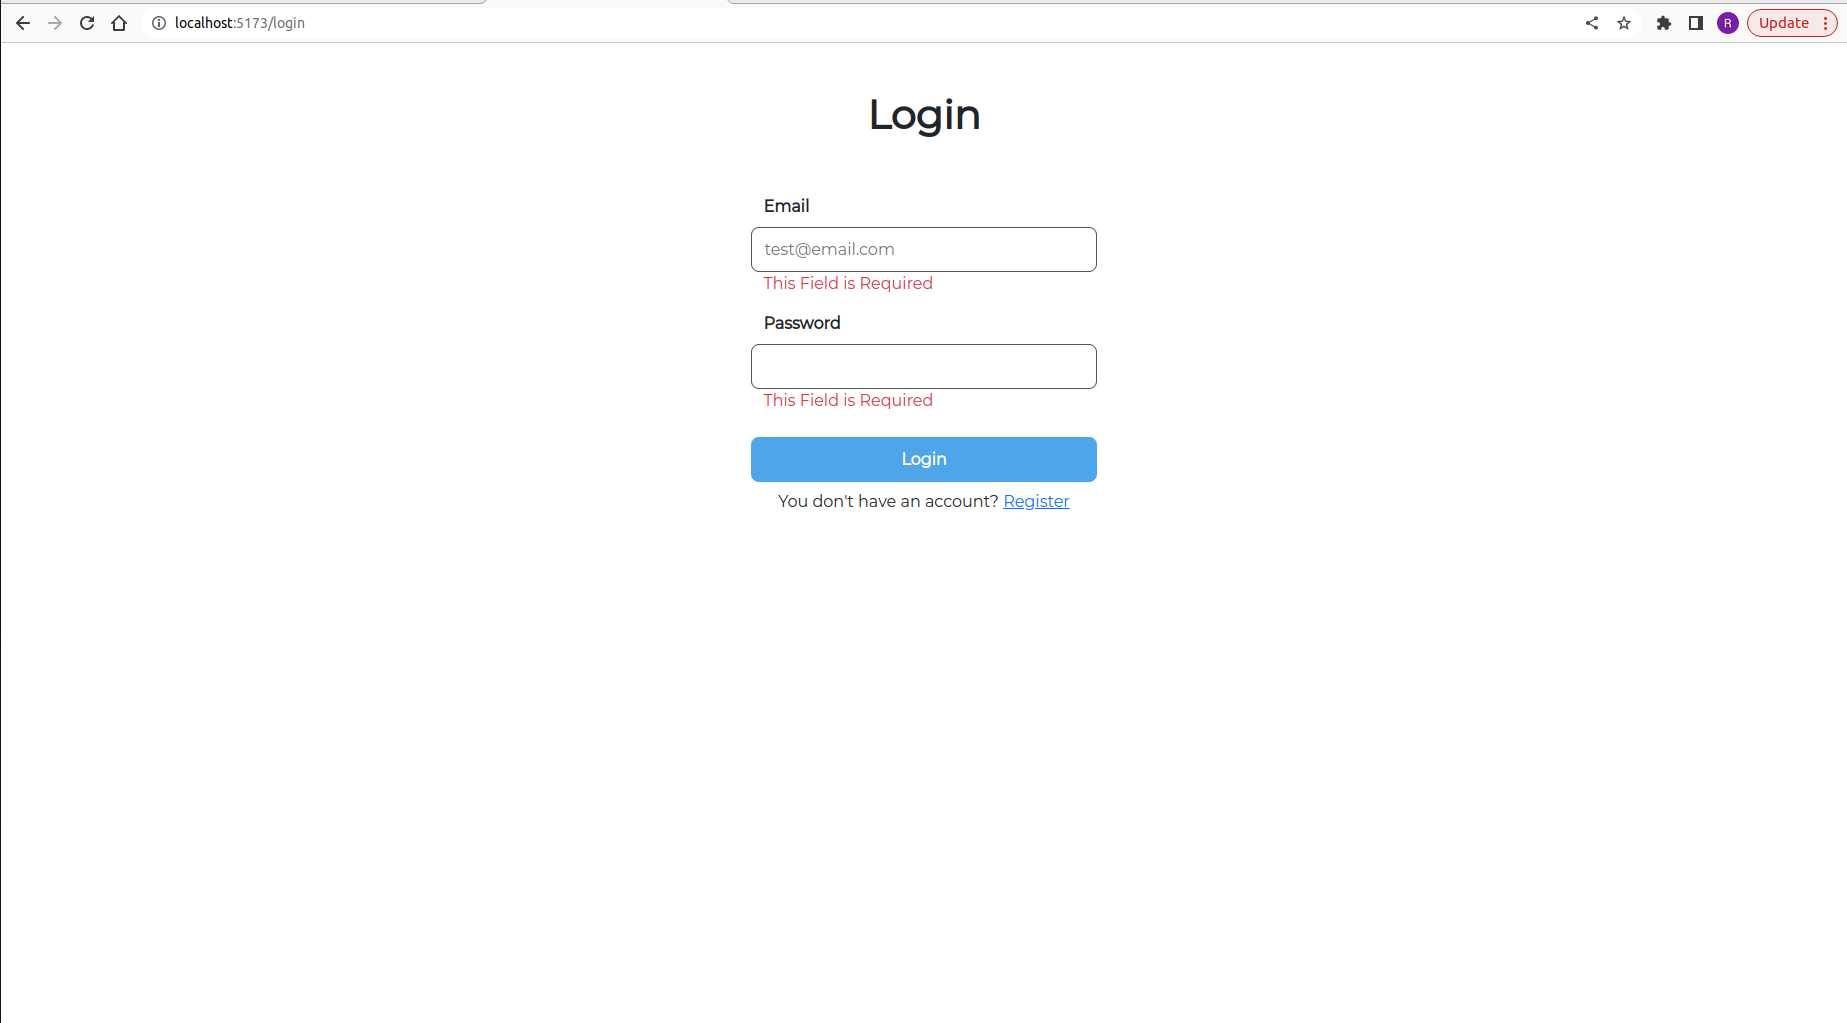 localhost:5173/login
R
Update
Login
Email
test@email.com
This Field is Required
Password
This Field is Required
Login
You don't have an account? Register